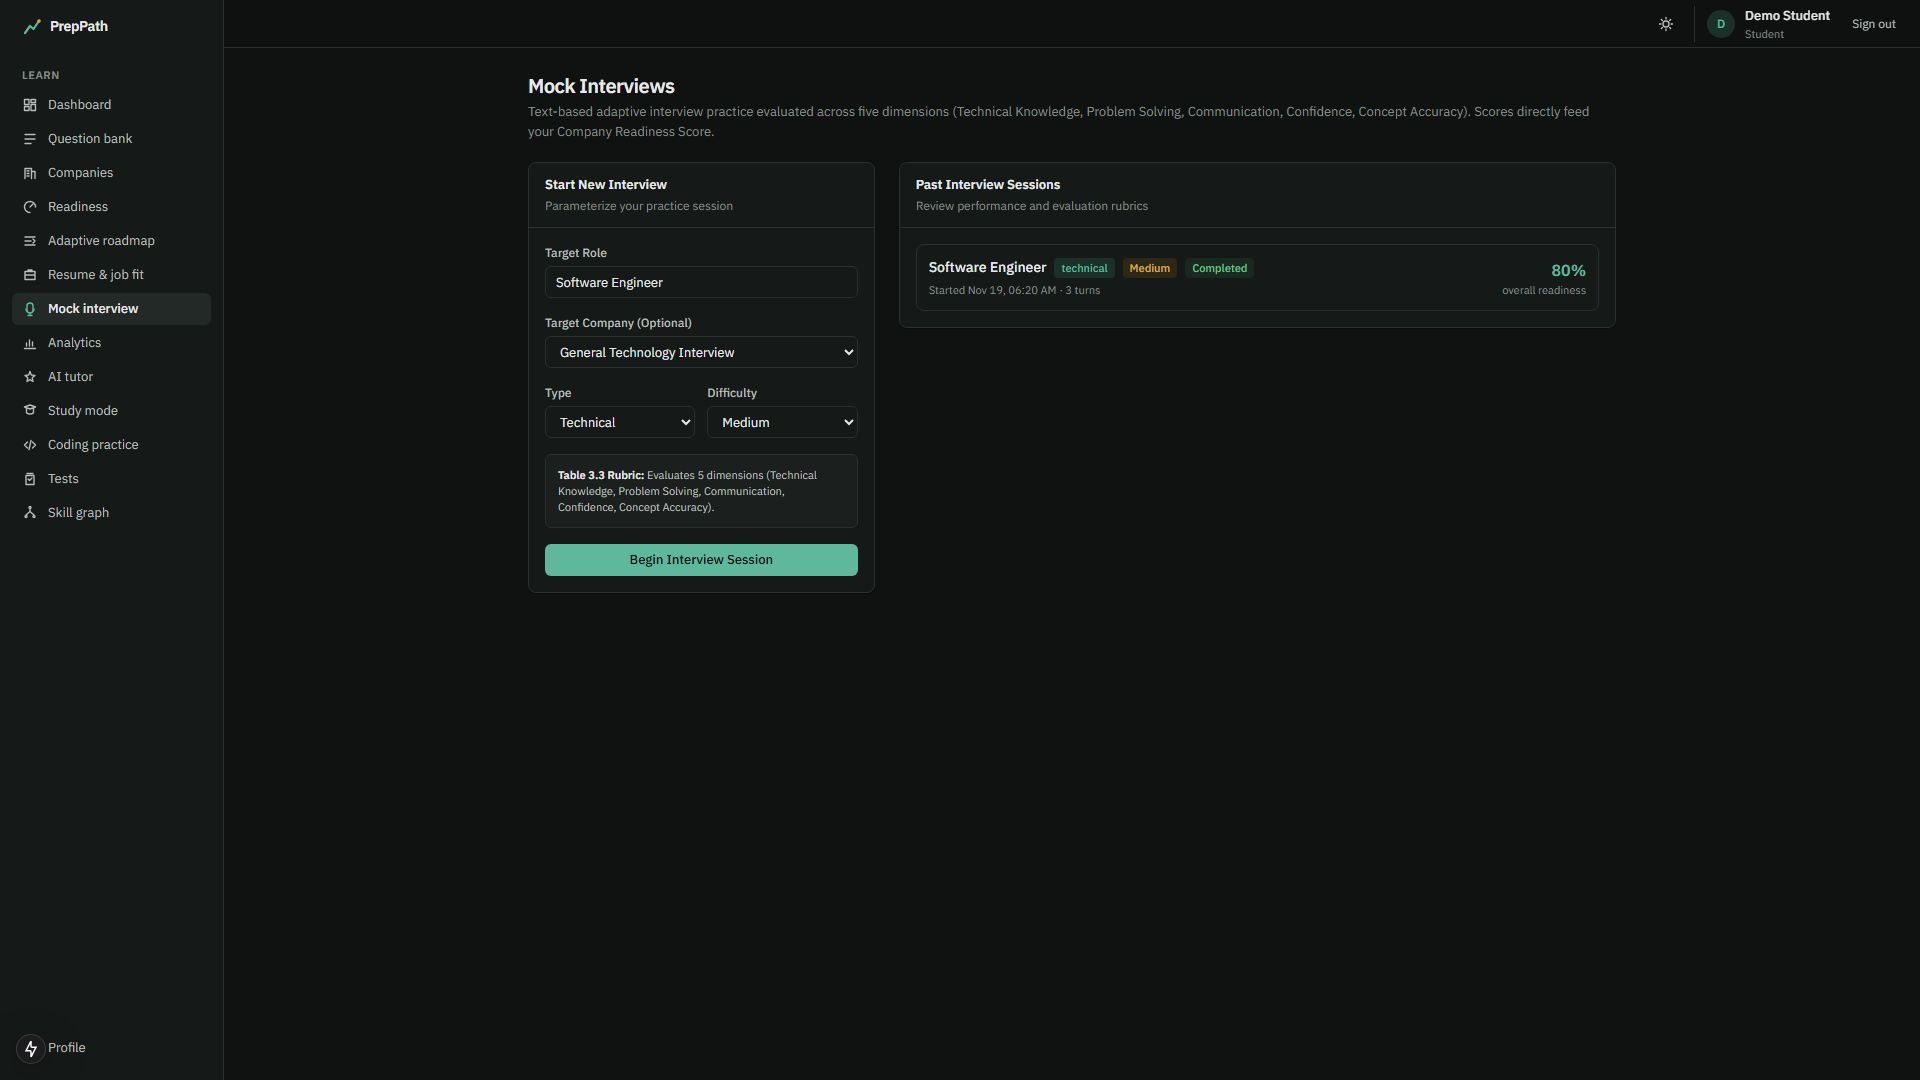 PrepPath
LEARN
Dashboard
Question bank
Companies
Readiness
Adaptive roadmap
Resume & job fit
Mock interview
Analytics
AI tutor
Study mode
Coding practice
Tests
Skill graph
Profile
D
Demo Student
Student
Sign out
Mock Interviews
Text-based adaptive interview practice evaluated across five dimensions (Technical Knowledge, Problem Solving, Communication, Confidence, Concept Accuracy). Scores directly feed
your Company Readiness Score.
Start New Interview
Parameterize your practice session
Target Role
Software Engineer
Target Company (Optional)
General Technology Interview
Type
Difficulty
Technical
Medium
Table 3.3 Rubric: Evaluates 5 dimensions (Technical
Knowledge, Problem Solving, Communication,
Confidence, Concept Accuracy).
Begin Interview Session
Past Interview Sessions
Review performance and evaluation rubrics
Software Engineer technical Medium Completed
80%
Started Nov 19, 06:20 AM · 3 turns
overall readiness